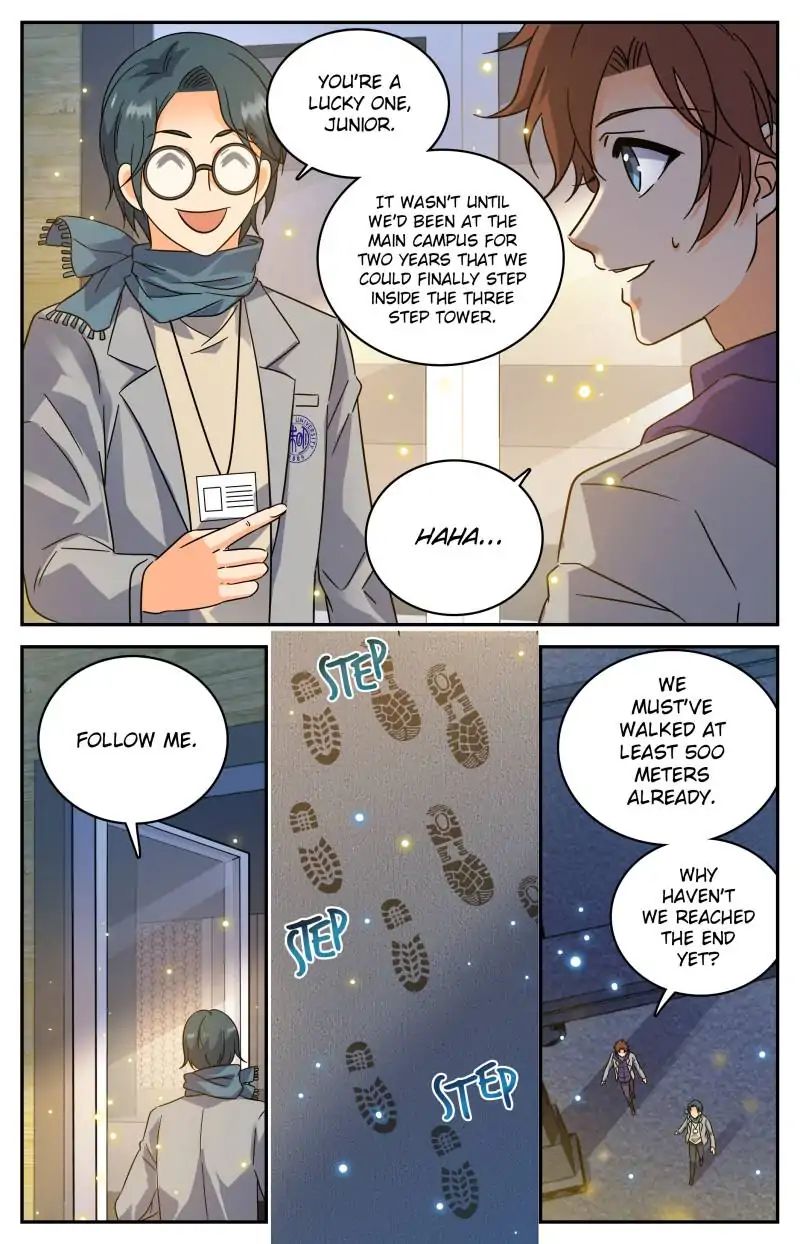 YOU'RE A
LUCKY ONE,
JUNIOR.
IT WASN'T UNTIL
WE'D BEEN AT THE
MAIN CAMPUS FOR
TWO YEARS THAT WE
COULD FINALLY STEP
INSIDE THE THREE
STEP TOWER.
UNIVERSITY
HAHA...
FOLLOW ME.
STEP
STEP
STEP
WE
MUST'VE
WALKED AT
LEAST 500
METERS
ALREADY.
WHY
HAVEN'T
WE REACHED
THE END
YET?